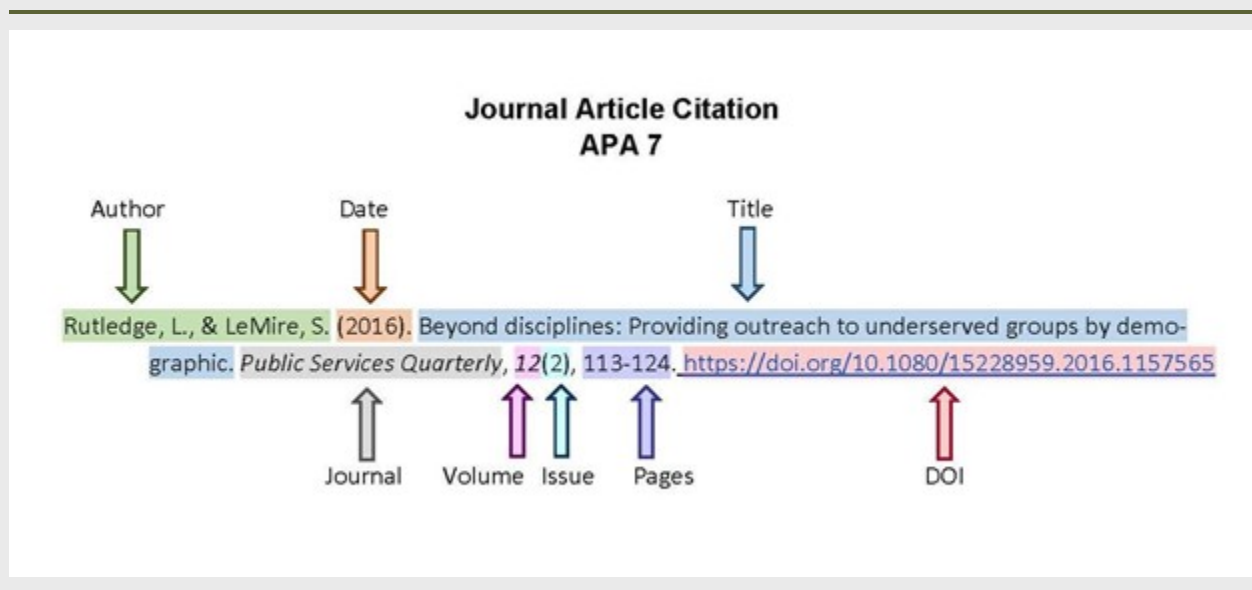 Journal Article Citation
APA 7
Author Date Title
Rutledge, L., & LeMire, S. (2016). Beyond disciplines: Providing outreach to underserved groups by demo-
graphic. Public Services Quarterly, 12(2), 113-124. https://doi.org/10.1080/15228959.2016.1157565
Journal Volume Issue Pages DOI